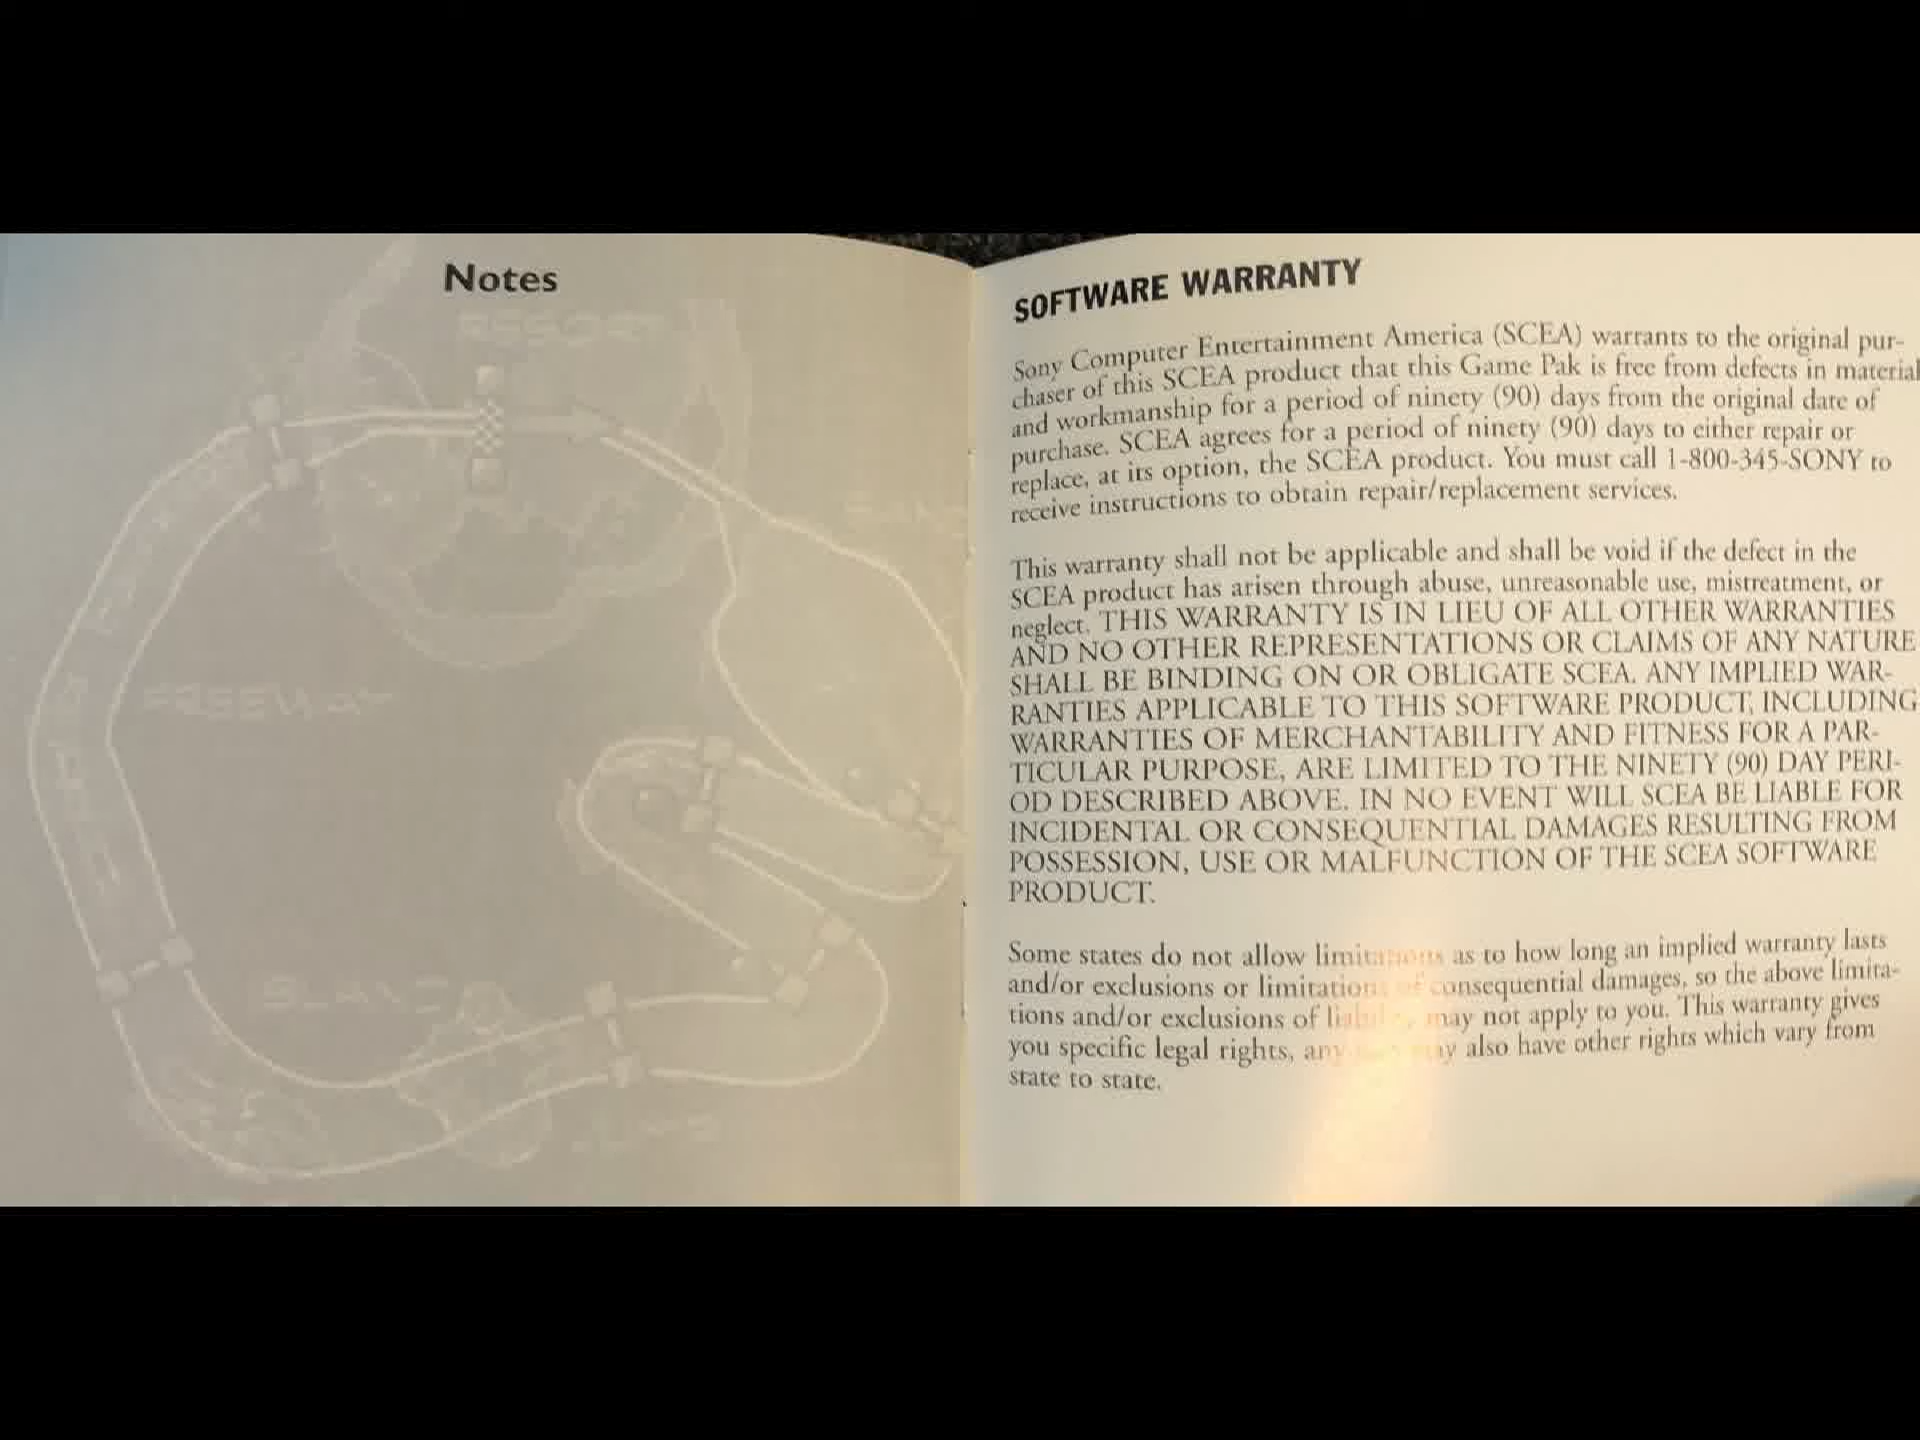 Notes
FREEWAY
SOFTWARE WARRANTY
Sony Computer Entertainment America (SCEA) warrants to the original pur-
chaser of this SCEA product that this Game Pak is free from defects in material
and workmanship for a period of ninety (90) days from the original date of
purchase. SCEA agrees for a period of ninety (90) days to either repair or
replace, at its option, the SCEA product. You must call 1-800-345-SONY to
receive instructions to obtain repair/replacement services.
This warranty shall not be applicable and shall be void if the defect in the
SCEA product has arisen through abuse, unreasonable use, mistreatment, or
neglect. THIS WARRANTY IS IN LIEU OF ALL OTHER WARRANTIES
AND NO OTHER REPRESENTATIONS OR CLAIMS OF ANY NATURE
SHALL BE BINDING ON OR OBLIGATE SCEA. ANY IMPLIED WAR-
RANTIES APPLICABLE TO THIS SOFTWARE PRODUCT, INCLUDING
WARRANTIES OF MERCHANTABILITY AND FITNESS FOR A PAR-
TICULAR PURPOSE, ARE LIMITED TO THE NINETY (90) DAY PERI-
OD DESCRIBED ABOVE. IN NO EVENT WILL SCEA BE LIABLE FOR
INCIDENTAL OR CONSEQUENTIAL DAMAGES RESULTING FROM
POSSESSION, USE OR MALFUNCTION OF THE SCEA SOFTWARE
PRODUCT.
Some states do not allow limitations as to how long an implied warranty lasts
and/or exclusions or limitations of consequential damages, so the above limita-
tions and/or exclusions of liability may not apply to you. This warranty gives
you specific legal rights, also have other rights which vary from
state to state.